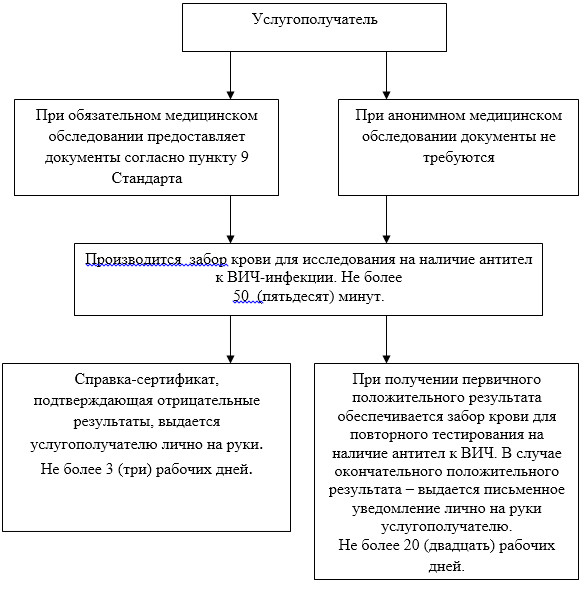 Услугополучатель
При обязательном медицинском
обследовании предоставляет
документы согласно пункту 9
Стандарта
При анонимном медицинском
обследовании документы не
требуются
Производится  забор крови для исследования на наличие антител
к ВИЧ-инфекции. Не более
50  (пятьдесят) минут.
Справка-сертификат,
подтверждающая отрицательные
результаты, выдается
услугополучателю лично на руки.
Не более 3 (три) рабочих дней.
При получении первичного
положительного результата
обеспечивается забор крови для
повторного тестирования на
наличие антител к ВИЧ. В случае
окончательного положительного
результата – выдается письменное
уведомление лично на руки
услугополучателю.
Не более 20 (двадцать) рабочих
дней.